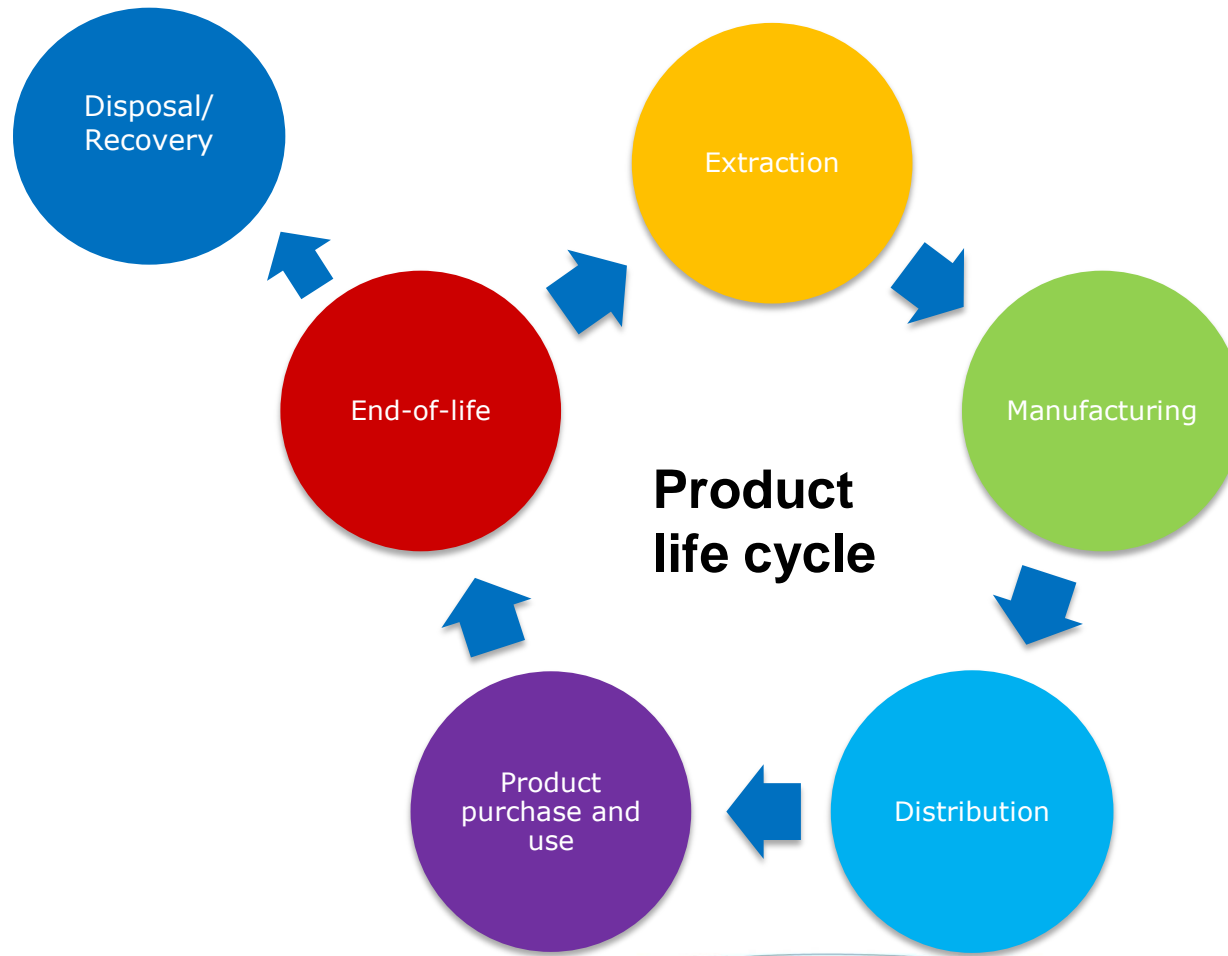 Disposal/
Recovery
Extraction
End-of-life
Manufacturing
Product
life cycle
Product
purchase and
use
Distribution